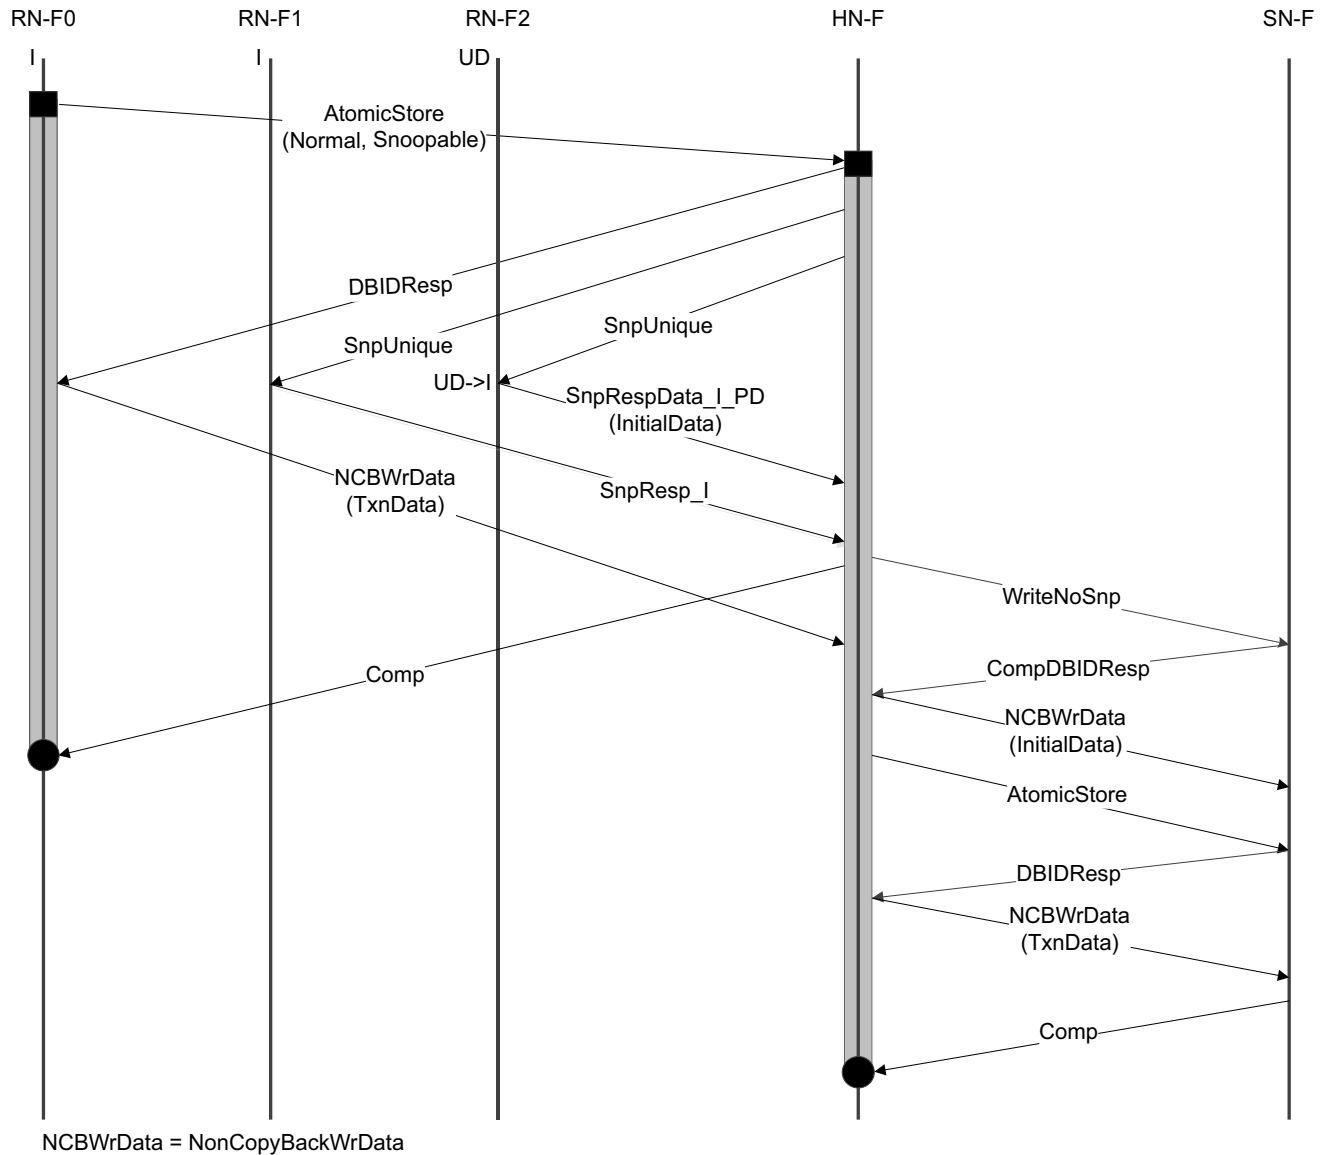 RN-F0 RN-F1 RN-F2 HN-F SN-F
I I UD
AtomicStore
(Normal, Snoopable)
DBIDResp
SnpUnique
SnpUnique
UD->I
SnpRespData_I_PD
(InitialData)
NCBWrData
(TxnData)
SnpResp_I
WriteNoSnp
Comp
CompDBIDResp
NCBWrData
(InitialData)
AtomicStore
DBIDResp
NCBWrData
(TxnData)
Comp
NCBWrData = NonCopyBackWrData